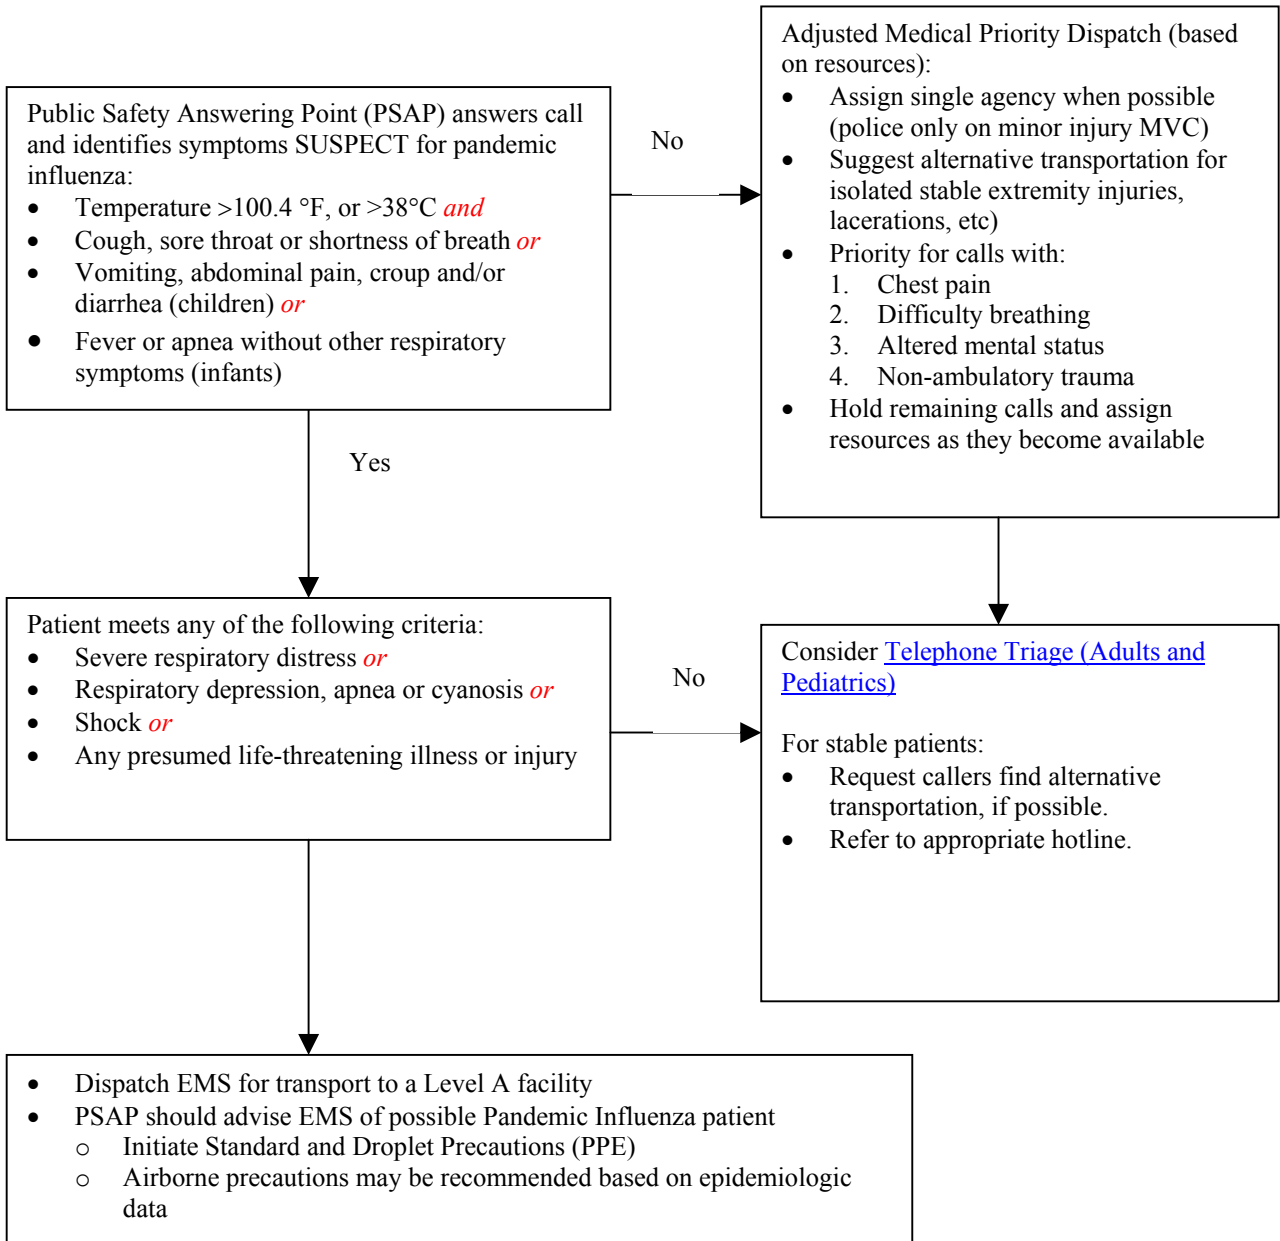 Public Safety Answering Point (PSAP) answers call
and identifies symptoms SUSPECT for pandemic
influenza:
• Temperature >100.4 °F, or >38°C and
• Cough, sore throat or shortness of breath or
• Vomiting, abdominal pain, croup and/or
diarrhea (children) or
• Fever or apnea without other respiratory
symptoms (infants)
No
Adjusted Medical Priority Dispatch (based
on resources):
• Assign single agency when possible
(police only on minor injury MVC)
• Suggest alternative transportation for
isolated stable extremity injuries,
lacerations, etc)
• Priority for calls with:
1. Chest pain
2. Difficulty breathing
3. Altered mental status
4. Non-ambulatory trauma
• Hold remaining calls and assign
resources as they become available
Yes
Patient meets any of the following criteria:
• Severe respiratory distress or
• Respiratory depression, apnea or cyanosis or
• Shock or
• Any presumed life-threatening illness or injury
No
Consider Telephone Triage (Adults and
Pediatrics)
For stable patients:
• Request callers find alternative
transportation, if possible.
• Refer to appropriate hotline.
• Dispatch EMS for transport to a Level A facility
• PSAP should advise EMS of possible Pandemic Influenza patient
o Initiate Standard and Droplet Precautions (PPE)
o Airborne precautions may be recommended based on epidemiologic
data